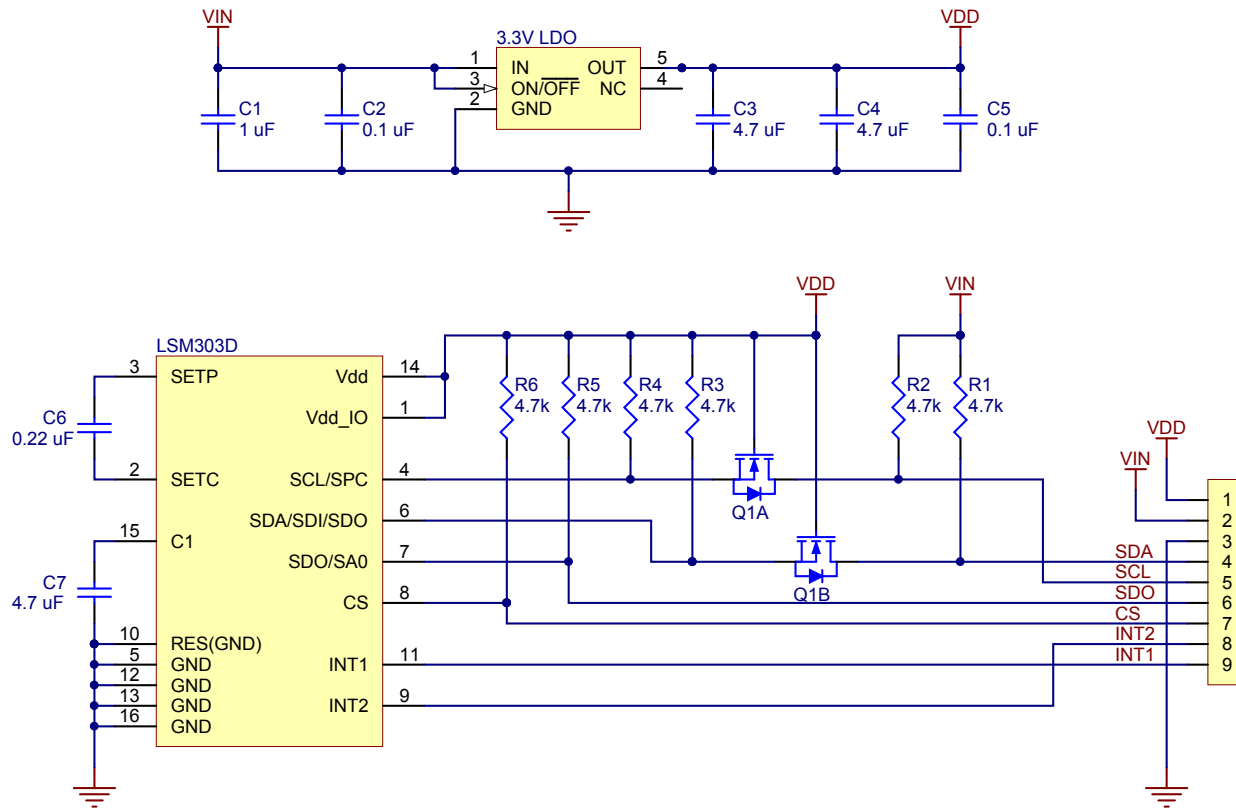 VIN
VDD
3.3V LDO
1
IN
OUT
5
3
ON/OFF
NC
4
2
GND
C1
1 uF
C2
0.1 uF
C3
4.7 uF
C4
4.7 uF
C5
0.1 uF
VDD
VIN
LSM303D
3
SETP
Vdd
14
Vdd_IO
1
C6
0.22 uF
2
SETC
SCL/SPC
4
SDA/SDI/SDO
6
15
C1
SDO/SA0
7
C7
4.7 uF
CS
8
10
RES(GND)
5
GND
INT1
11
12
GND
13
GND
INT2
9
16
GND
R6
4.7k
R5
4.7k
R4
4.7k
R3
4.7k
R2
4.7k
R1
4.7k
Q1A
Q1B
VDD
VIN
1
2
3
SDA
4
SCL
5
SDO
6
CS
7
INT2
8
INT1
9